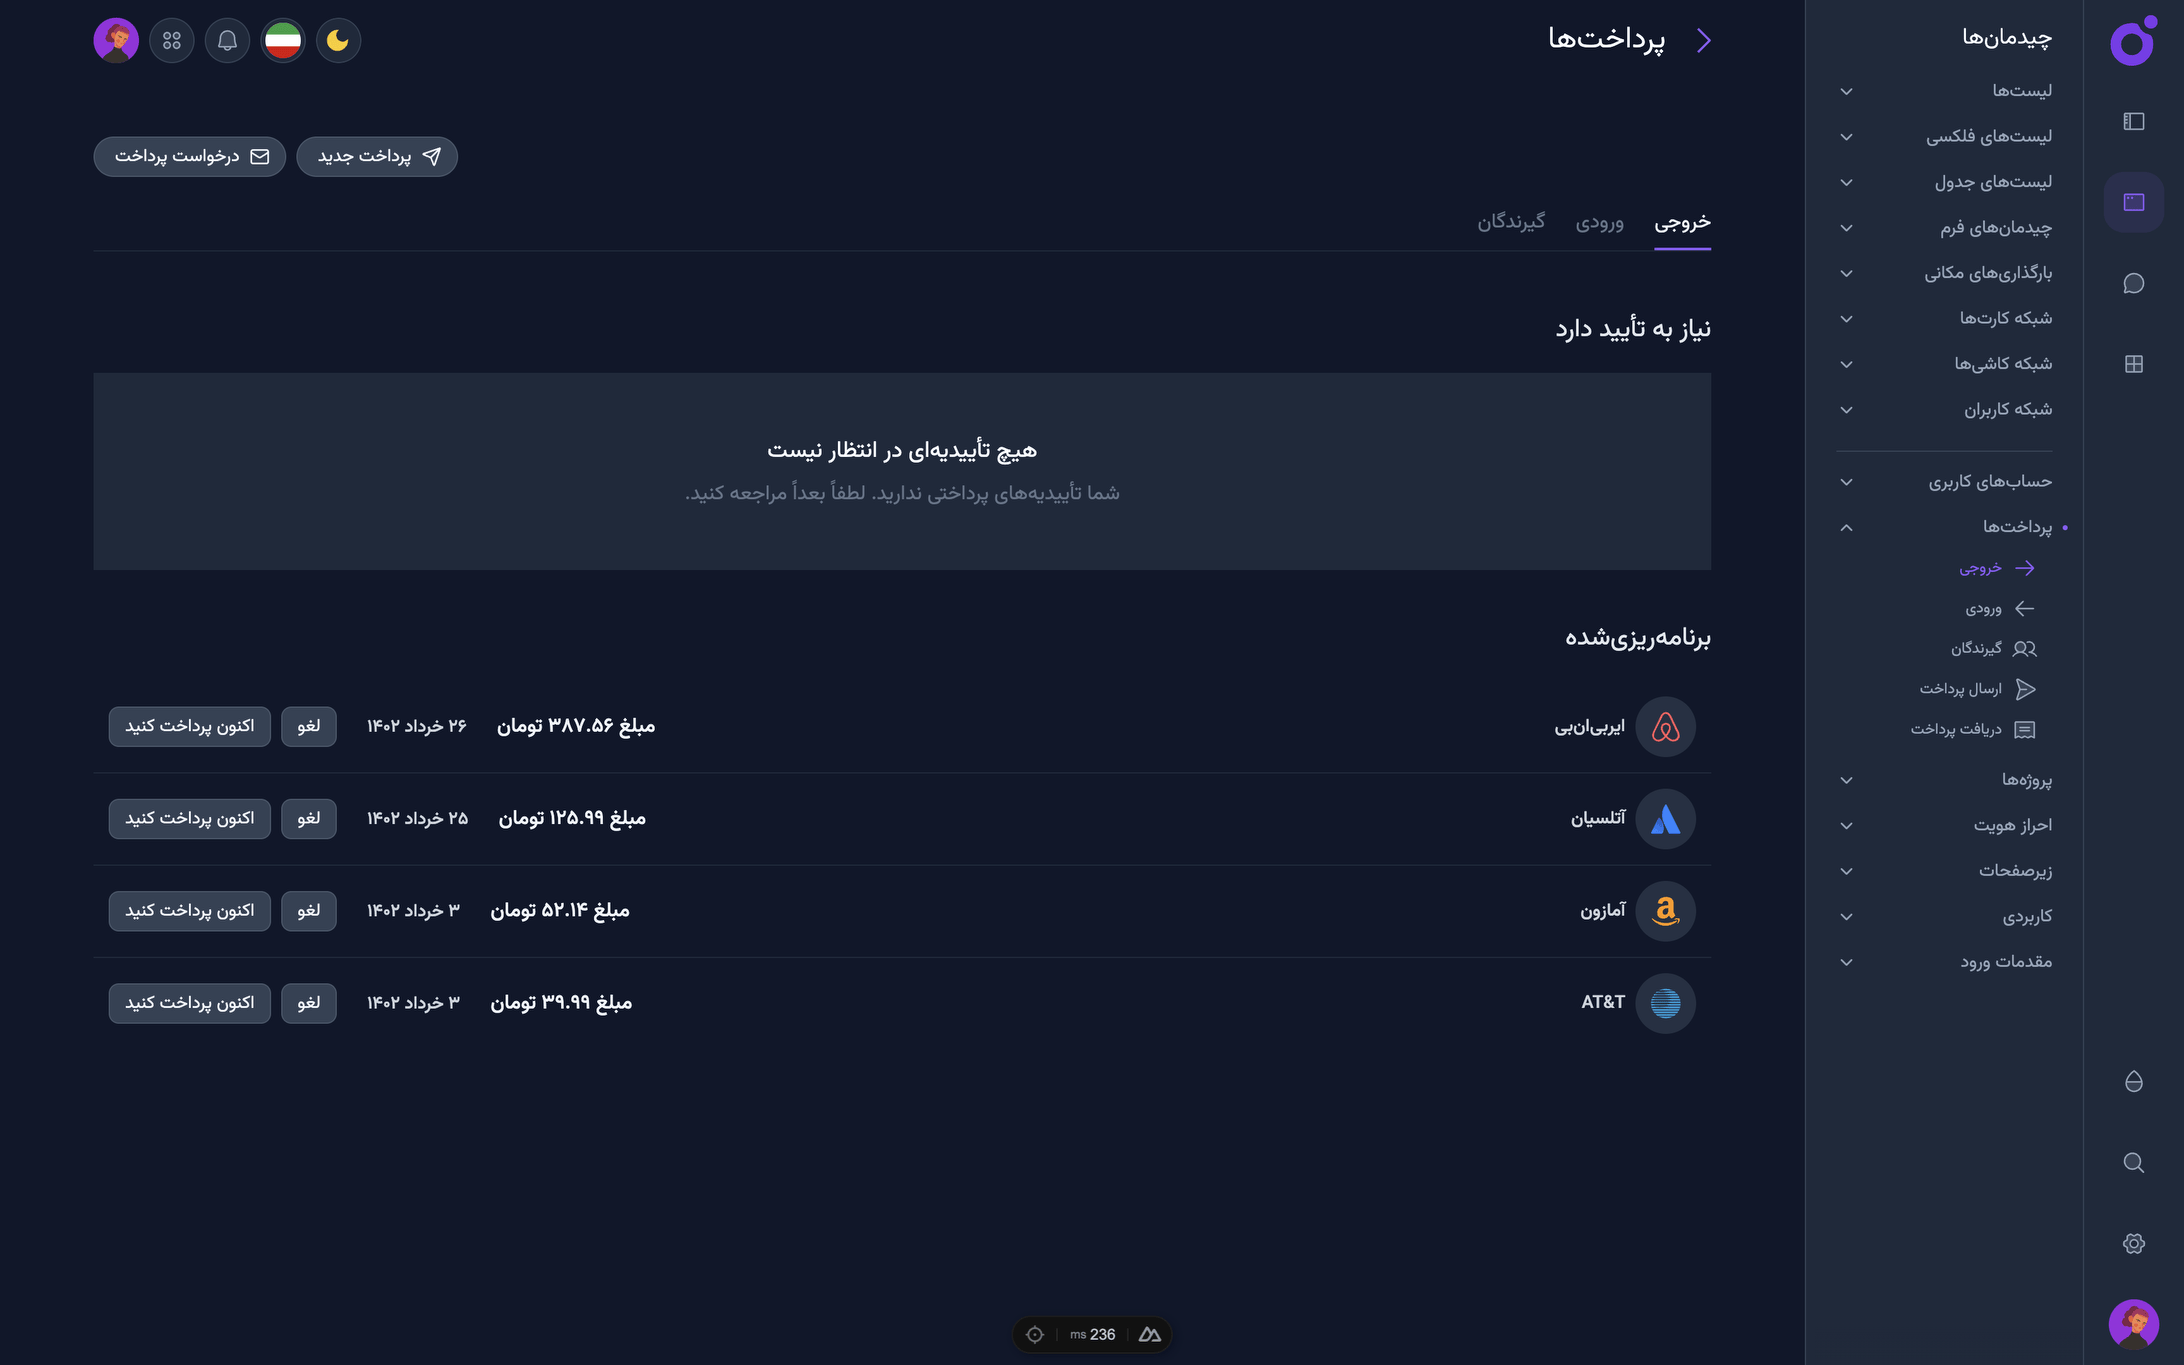 چیدمان‌ها
لیست‌ها
لیست‌های فلکسی
لیست‌های جدول
چیدمان‌های فرم
بارگذاری‌های مکانی
شبکه کارت‌ها
شبکه کاشی‌ها
شبکه کاربران
حساب‌های کاربری
پرداخت‌ها
خروجی
ورودی
گیرندگان
ارسال پرداخت
دریافت پرداخت
پروژه‌ها
احراز هویت
زیرصفحات
کاربردی
مقدمات ورود
پرداخت‌ها
پرداخت جدید
درخواست پرداخت
خروجی ورودی گیرندگان
نیاز به تأیید دارد
هیچ تأییدیه‌ای در انتظار نیست
شما تأییدیه‌های پرداختی ندارید. لطفاً بعداً مراجعه کنید.
برنامه‌ریزی‌شده
ایربی‌ان‌بی مبلغ ۳۸۷.۵۶ تومان ۲۶ خرداد ۱۴۰۲ لغو اکنون پرداخت کنید
آتلسیان مبلغ ۱۲۵.۹۹ تومان ۲۵ خرداد ۱۴۰۲ لغو اکنون پرداخت کنید
آمازون مبلغ ۵۲.۱۴ تومان ۳ خرداد ۱۴۰۲ لغو اکنون پرداخت کنید
AT&T مبلغ ۳۹.۹۹ تومان ۳ خرداد ۱۴۰۲ لغو اکنون پرداخت کنید
236 ms